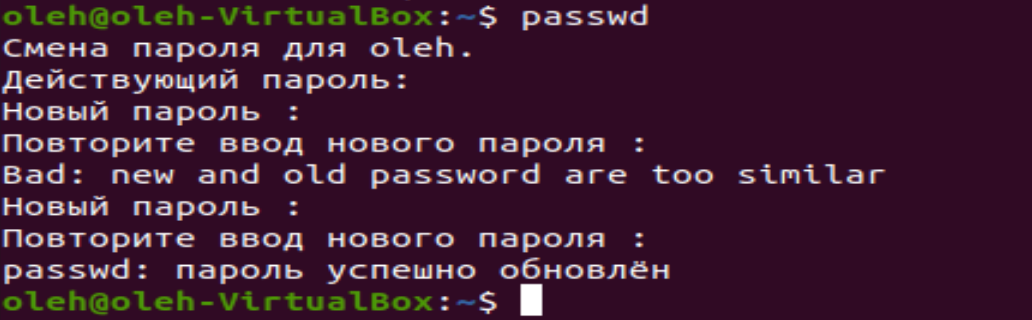 oleh@oleh-VirtualBox:~$ passwd
Смена пароля для oleh.
Действующий пароль:
Новый пароль :
Повторите ввод нового пароля :
Bad: new and old password are too similar
Новый пароль :
Повторите ввод нового пароля :
passwd: пароль успешно обновлён
oleh@oleh-VirtualBox:~$